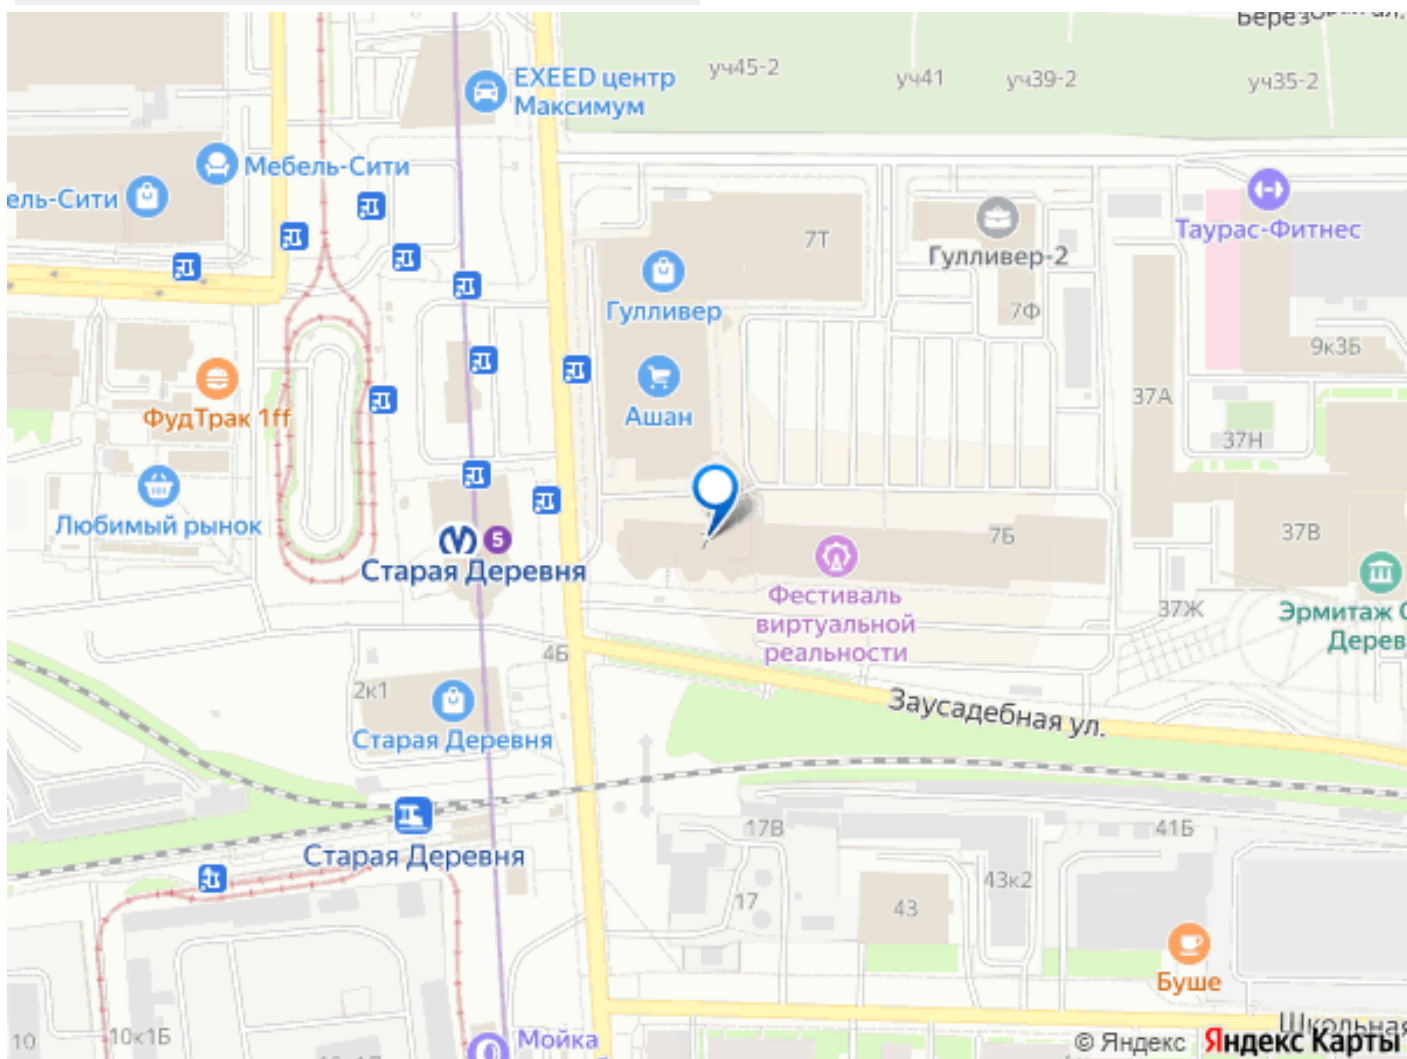 уч45-2
уч41
уч39-2
уч35-2
EXEED центр
Максимум
Мебель-Сити
ель-Сити
Таурас-Фитнес
7Т
Гулливер-2
Гулливер
7Ф
9к3Б
ФудТрак 1ff
Ашан
37А
37Н
Любимый рынок
5
Старая Деревня
7Б
37В
Фестиваль
виртуальной
реальности
37Ж
Эрмитаж С
Дерев
4Б
2к1
Старая Деревня
Заусадебная ул.
Старая Деревня
17В
41Б
17
43
43к2
Буше
10
10к1Б
Мойка
Школьная
© Яндекс Яндекс Карты